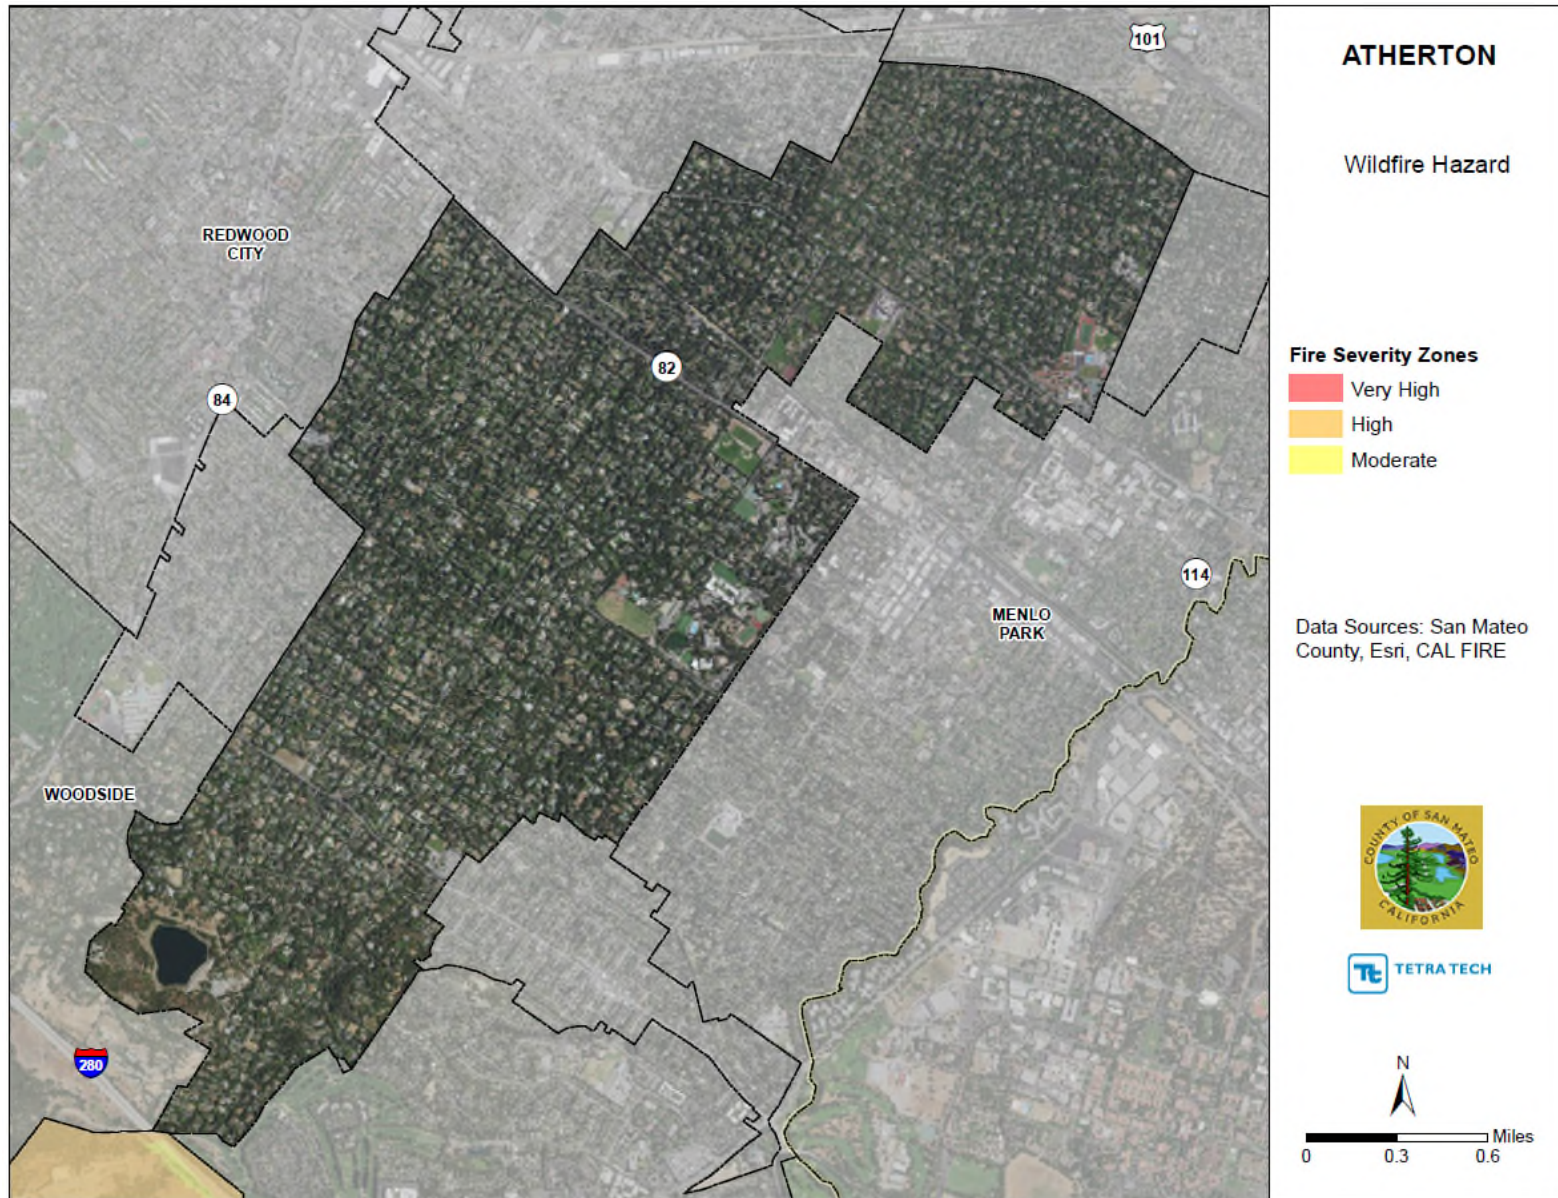 ATHERTON
Wildfire Hazard
Fire Severity Zones
Very High
High
Moderate
Data Sources: San Mateo
County, Esri, CAL FIRE
COUNTY OF SAN MATEO
CALIFORNIA
Tt TETRA TECH
N
Miles
0 0.3 0.6
101
REDWOOD
CITY
82
84
114
MENLO
PARK
WOODSIDE
280